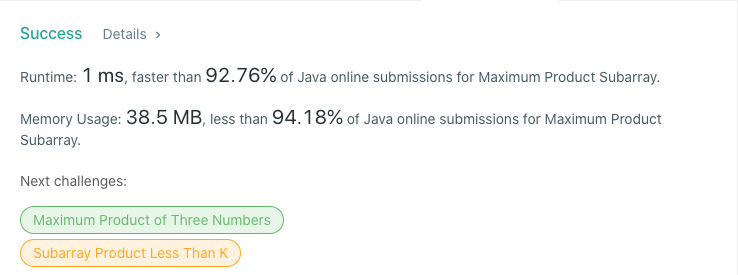 Success Details >
Runtime: 1 ms, faster than 92.76% of Java online submissions for Maximum Product Subarray.
Memory Usage: 38.5 MB, less than 94.18% of Java online submissions for Maximum Product
Subarray.
Next challenges:
Maximum Product of Three Numbers
Subarray Product Less Than K